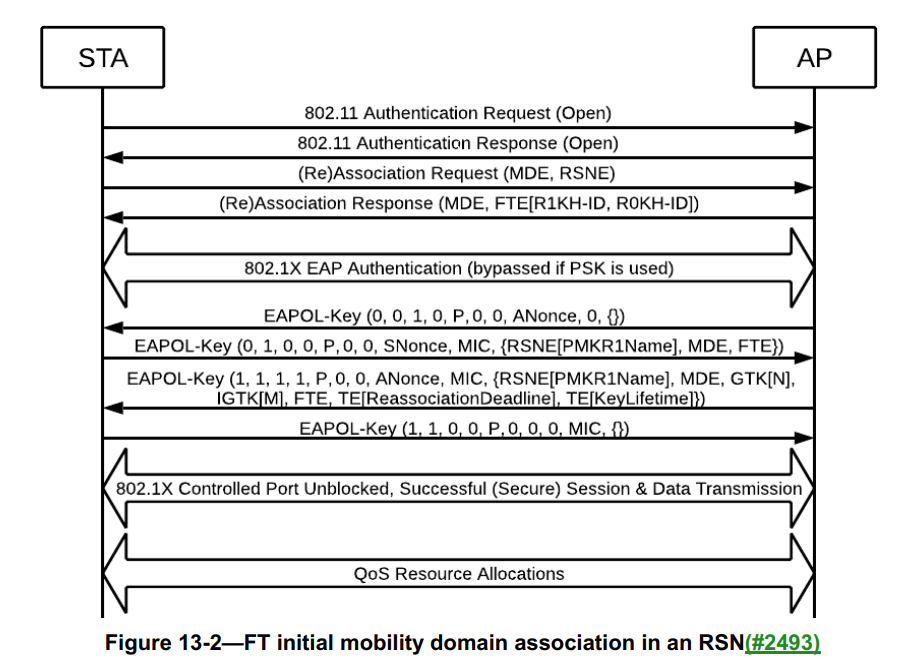 STA
AP
802.11 Authentication Request (Open)
802.11 Authentication Response (Open)
(Re)Association Request (MDE, RSNE)
(Re)Association Response (MDE, FTE[R1KH-ID, R0KH-ID])
802.1X EAP Authentication (bypassed if PSK is used)
EAPOL-Key (0, 0, 1, 0, P, 0, 0, ANonce, 0, {})
EAPOL-Key (0, 1, 0, 0, P, 0, 0, SNonce, MIC, {RSNE[PMKR1Name], MDE, FTE})
EAPOL-Key (1, 1, 1, 1, P, 0, 0, ANonce, MIC, {RSNE[PMKR1Name], MDE, GTK[N],
IGTK[M], FTE, TE[ReassociationDeadline], TE[KeyLifetime]})
EAPOL-Key (1, 1, 0, 0, P, 0, 0, 0, MIC, {})
802.1X Controlled Port Unblocked, Successful (Secure) Session & Data Transmission
QoS Resource Allocations
Figure 13-2—FT initial mobility domain association in an RSN(#2493)